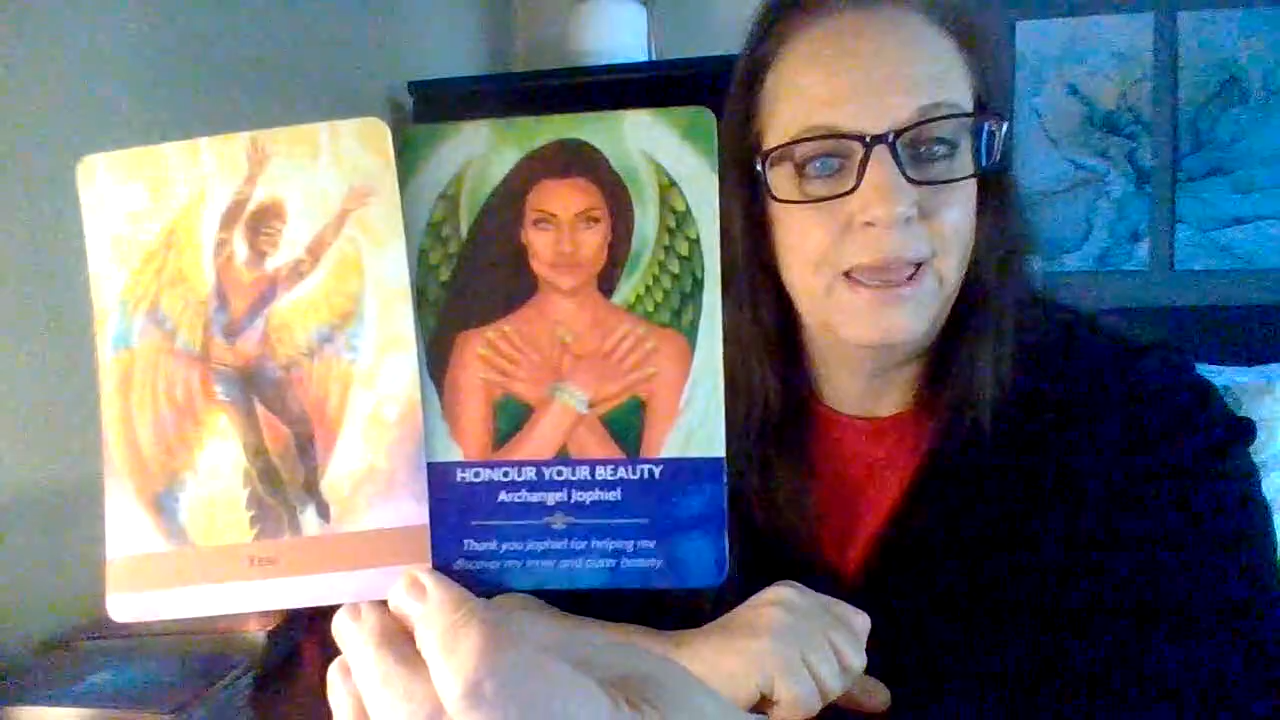 Yes!
HONOUR YOUR BEAUTY
Archangel Jophiel
Thank you Jophiel for helping me
discover my inner and outer beauty.